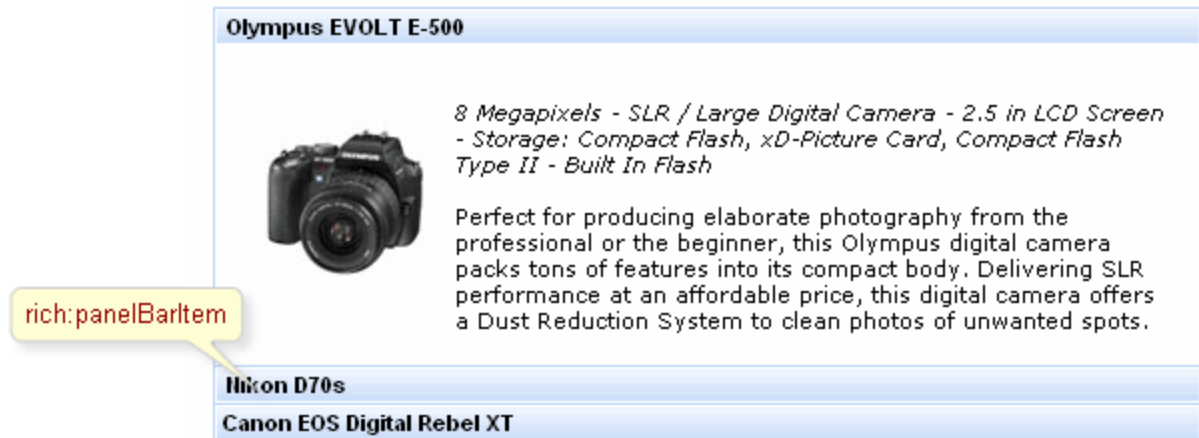 Olympus EVOLT E-500
8 Megapixels - SLR / Large Digital Camera - 2.5 in LCD Screen
- Storage: Compact Flash, xD-Picture Card, Compact Flash
Type II - Built In Flash
OLYMPUS
Perfect for producing elaborate photography from the
professional or the beginner, this Olympus digital camera
packs tons of features into its compact body. Delivering SLR
performance at an affordable price, this digital camera offers
a Dust Reduction System to clean photos of unwanted spots.
rich:panelBarItem
Nikon D70s
Canon EOS Digital Rebel XT